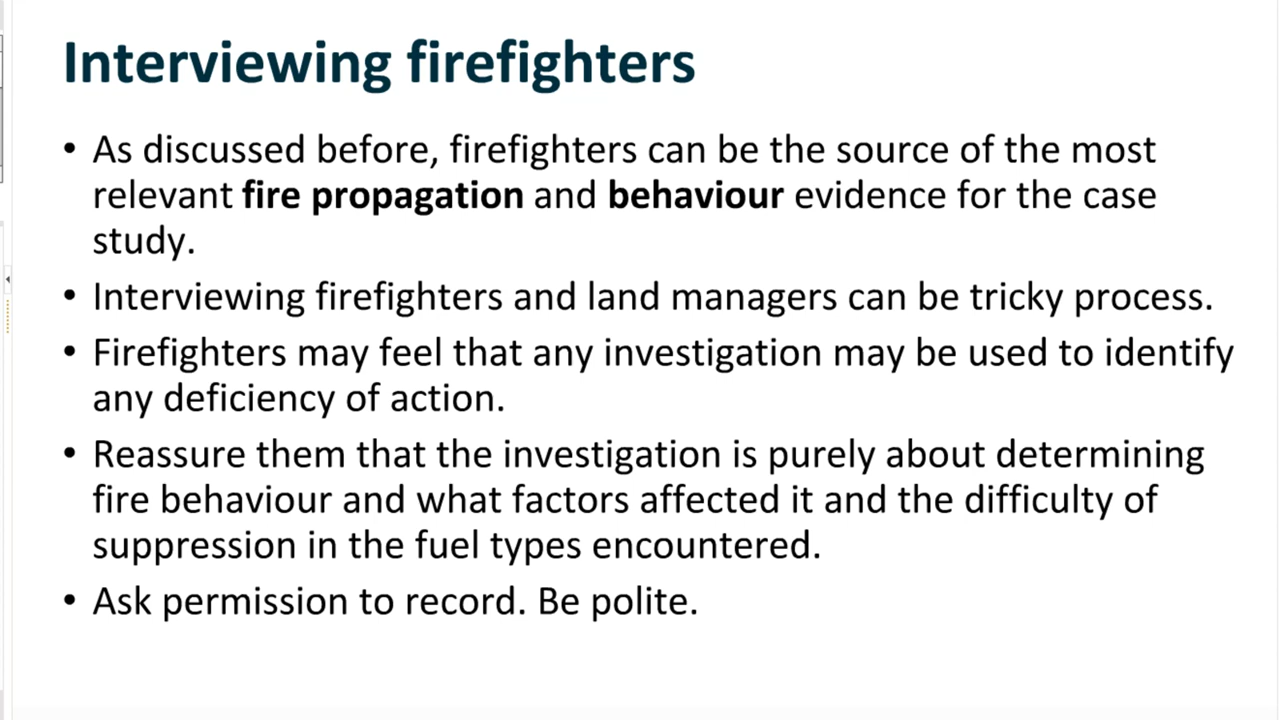 Interviewing firefighters
• As discussed before, firefighters can be the source of the most
relevant fire propagation and behaviour evidence for the case
study.
• Interviewing firefighters and land managers can be tricky process.
• Firefighters may feel that any investigation may be used to identify
any deficiency of action.
• Reassure them that the investigation is purely about determining
fire behaviour and what factors affected it and the difficulty of
suppression in the fuel types encountered.
• Ask permission to record. Be polite.